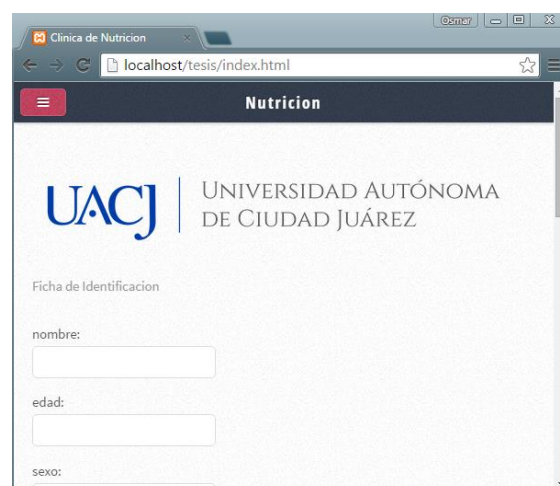 Osmar
Clinica de Nutricion
localhost/tesis/index.html
Nutricion
UACJ
UNIVERSIDAD AUTÓNOMA
DE CIUDAD JUÁREZ
Ficha de Identificacion
nombre:
edad:
sexo: